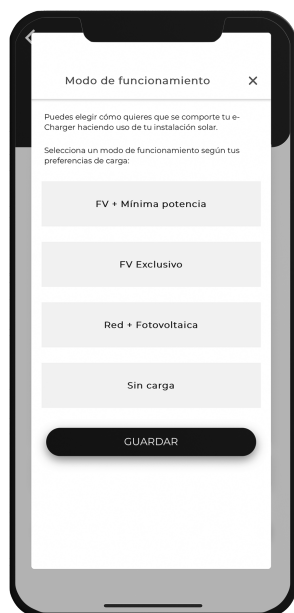 Modo de funcionamiento
Puedes elegir cómo quieres que se comporte tu e-
Charger haciendo uso de tu instalación solar.
Selecciona un modo de funcionamiento según tus
preferencias de carga:
FV + Mínima potencia
FV Exclusivo
Red + Fotovoltaica
Sin carga
GUARDAR